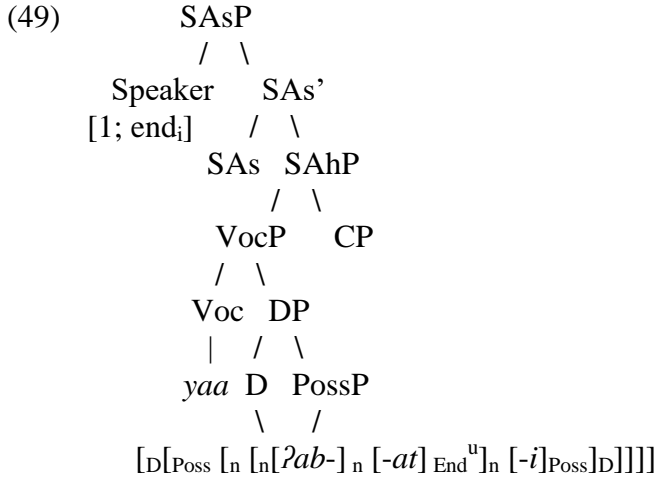 (49) SAsP
/ \
Speaker SAs’
[1; endi] / \
SAs SAhP
/ \
VocP CP
/ \
Voc DP
| / \
yaa D PossP
\ /
[D[Poss [n [n[ʔab-] n [-at] Endu]n [-i]Poss]D]]]]